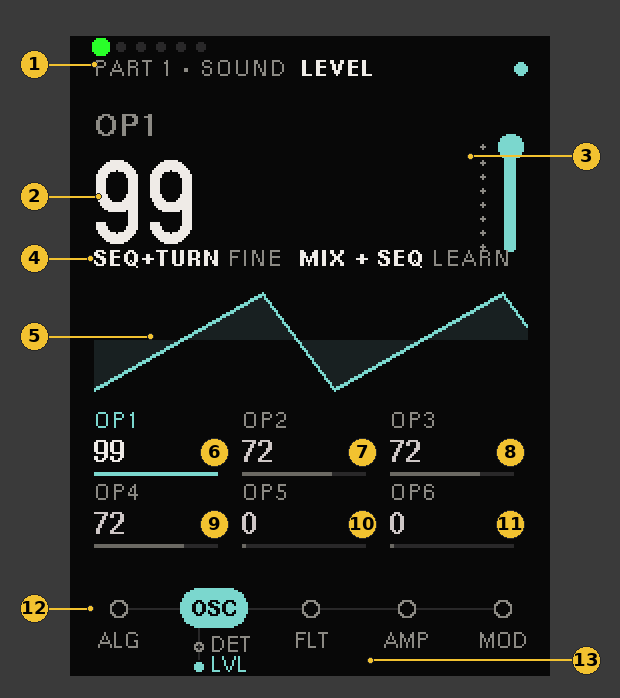 1 PART 1 · SOUND LEVEL
OP1
3
2 99
4 SEQ+TURN FINE MIX + SEQ LEARN
5
OP1 OP2 OP3
99 6 72 7 72 8
OP4 OP5 OP6
72 9 0 10 0 11
12 OSC
ALG FLT AMP MOD
DET
LVL 13